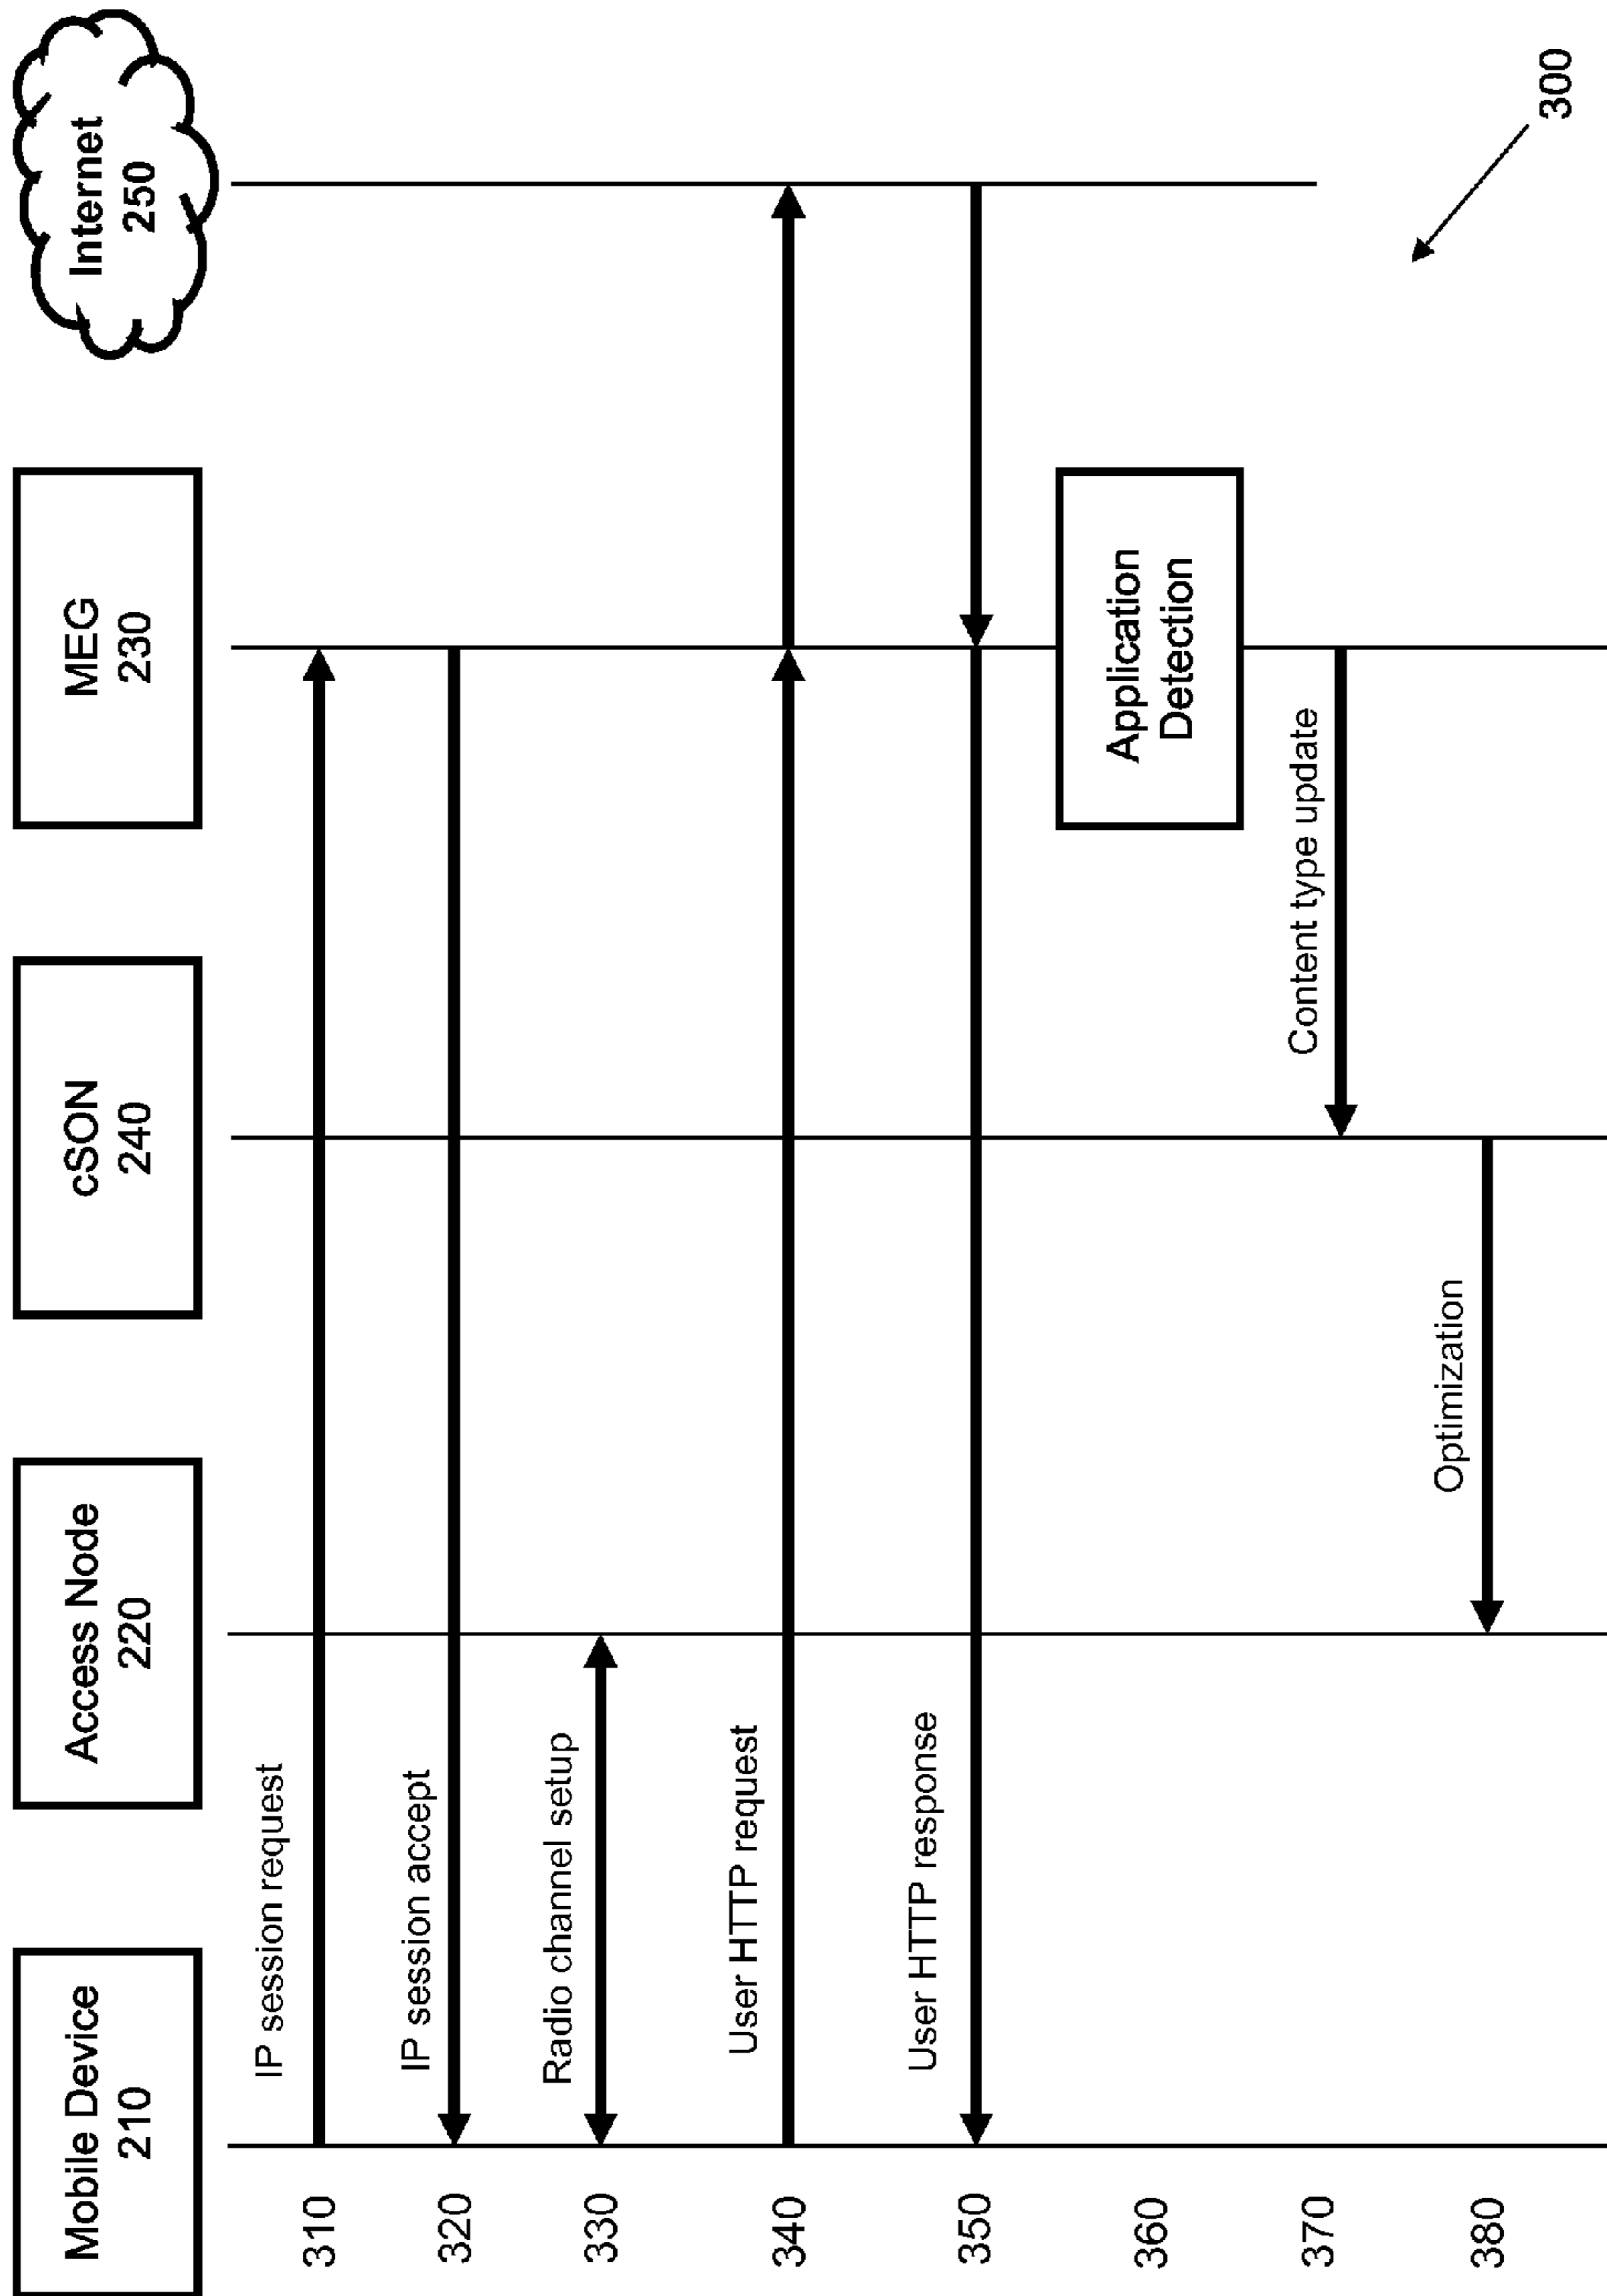 Mobile Device
210
Access Node
220
cSON
240
MEG
230
Internet
250
310
IP session request
320
IP session accept
330
Radio channel setup
340
User HTTP request
350
User HTTP response
360
Application
Detection
370
Content type update
380
Optimization
300